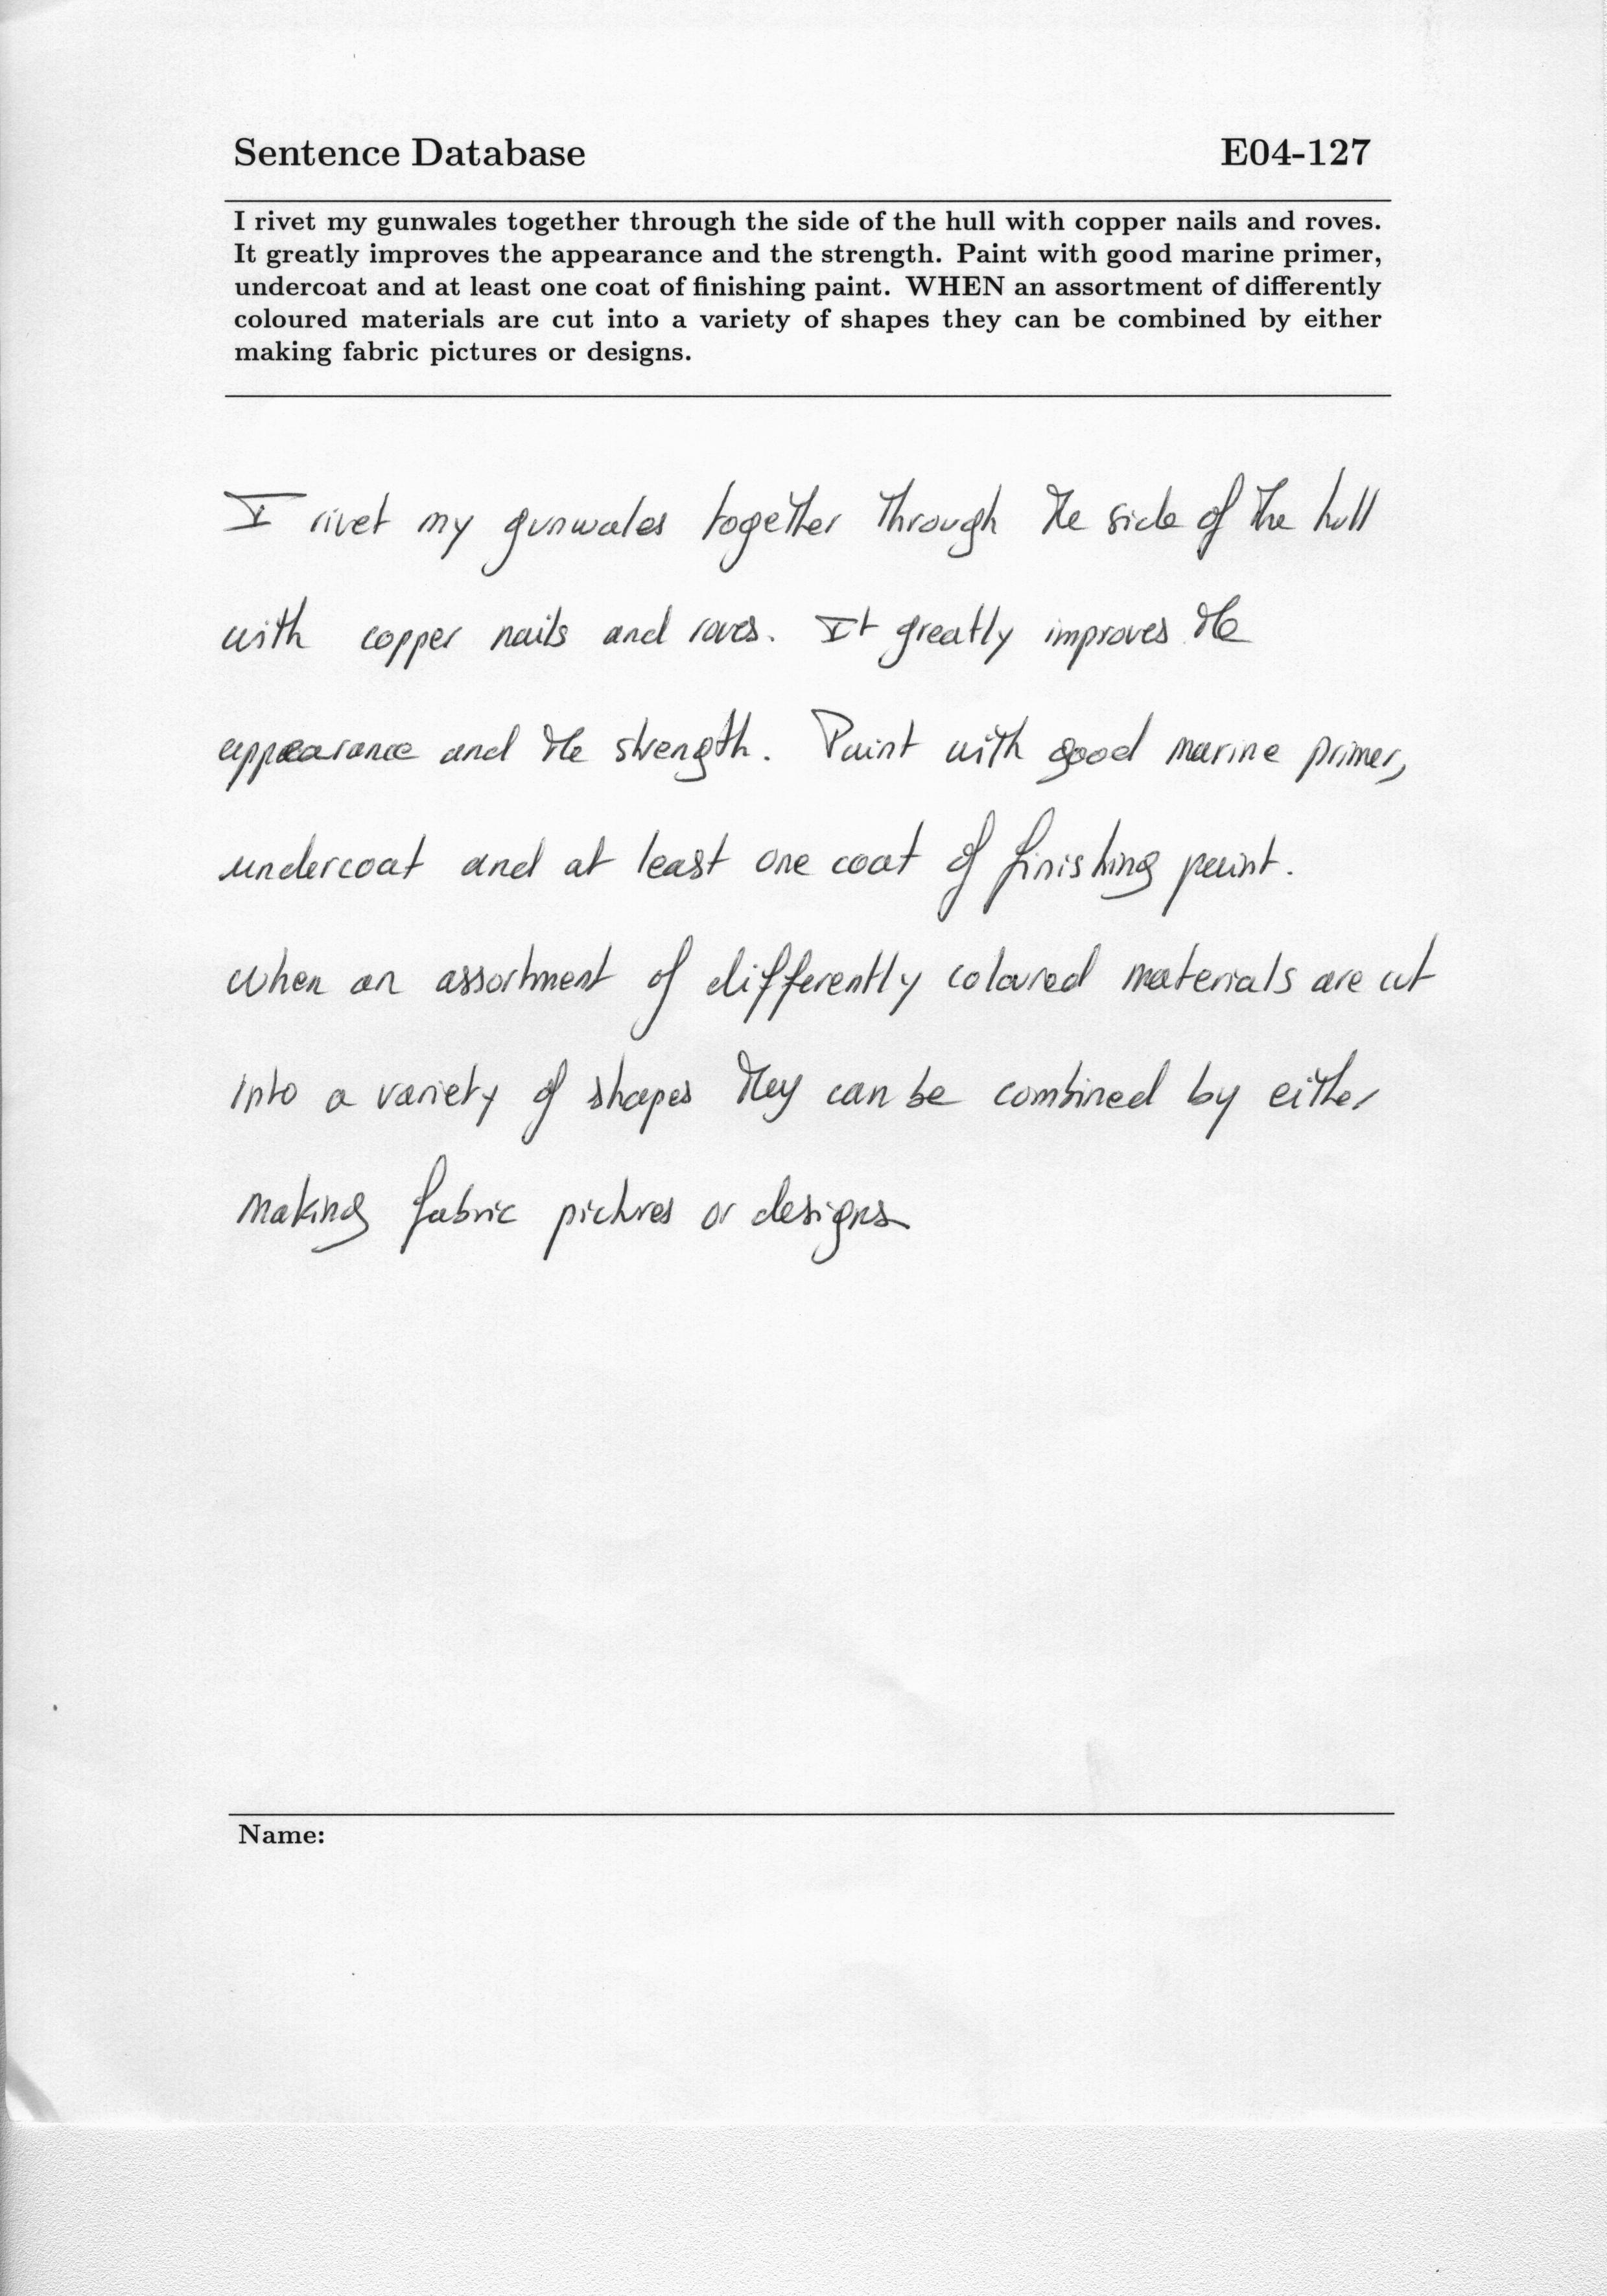 Sentence Database E04-127
I rivet my gunwales together through the side of the hull with copper nails and roves.
It greatly improves the appearance and the strength. Paint with good marine primer,
undercoat and at least one coat of finishing paint. WHEN an assortment of differently
coloured materials are cut into a variety of shapes they can be combined by either
making fabric pictures or designs.
I rivet my gunwales together through the side of the hull
with copper nails and roves. It greatly improves the
appearance and the strength. Paint with good marine primer,
undercoat and at least one coat of finishing paint.
When an assortment of differently coloured materials are cut
into a variety of shapes they can be combined by either
making fabric pictures or designs
Name: